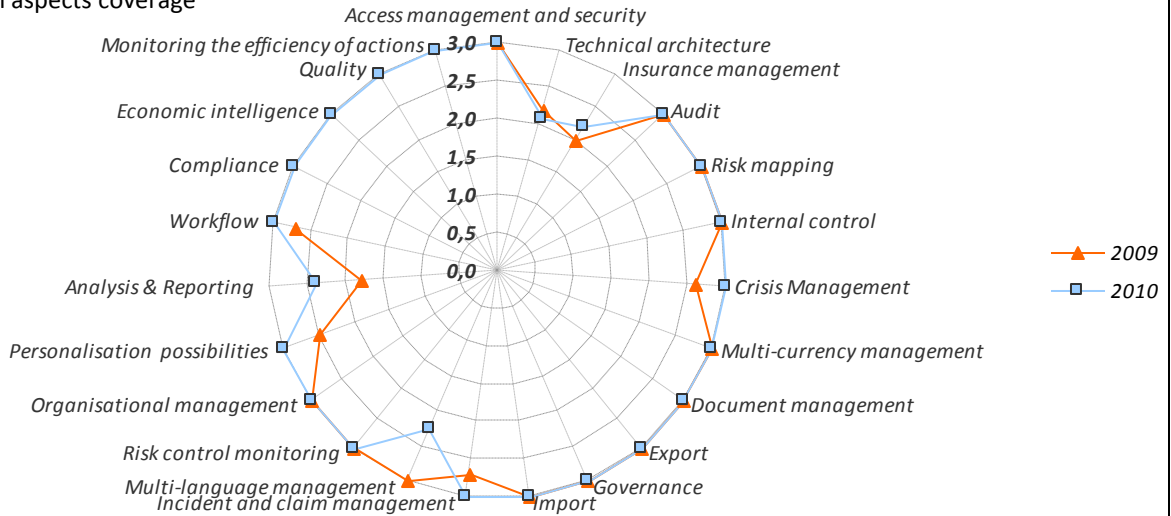 aspects coverage
Access management and security
Monitoring the efficiency of actions
3,0
Technical architecture
Quality
Insurance management
2,5
Economic intelligence
Audit
2,0
Compliance
1,5
Risk mapping
1,0
Workflow
Internal control
0,5
2009
0,0
Analysis & Reporting
Crisis Management
2010
Personalisation possibilities
Multi-currency management
Organisational management
Document management
Risk control monitoring
Export
Multi-language management
Governance
Incident and claim management
Import